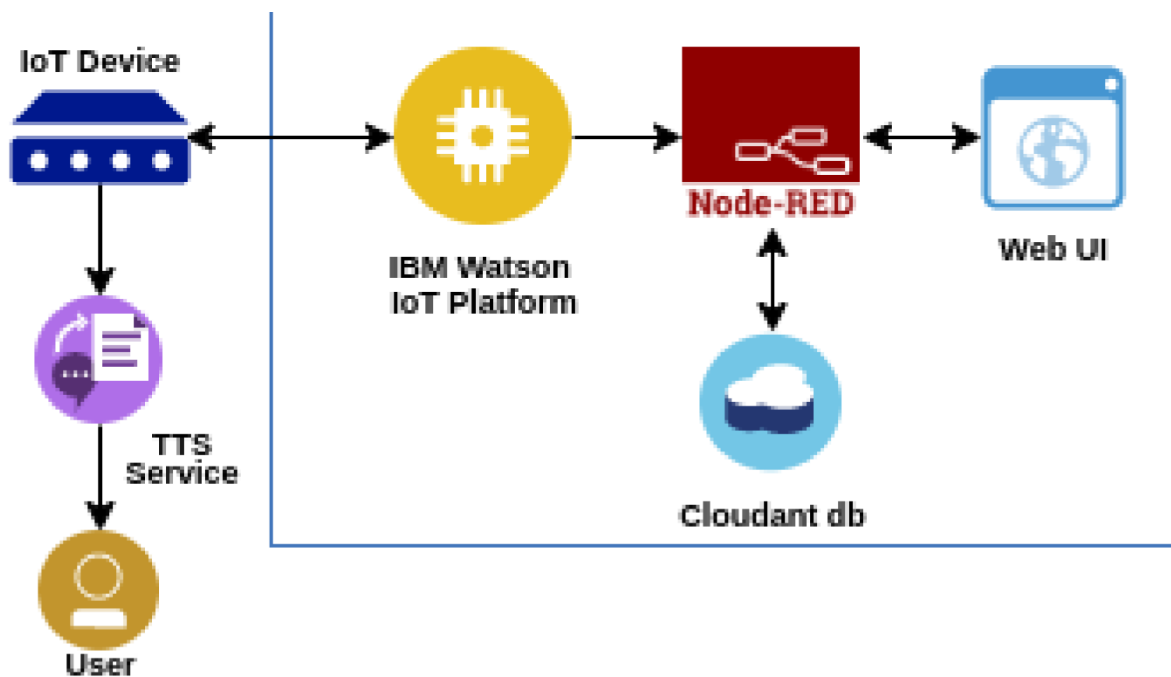 IoT Device
IBM Watson
IoT Platform
Node-RED
Web UI
TTS
Service
Cloudant db
User